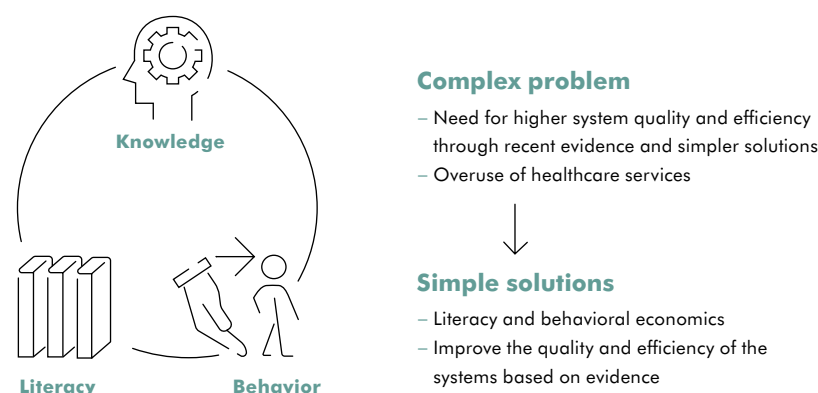 Knowledge
Literacy
Behavior
Complex problem
– Need for higher system quality and efficiency
through recent evidence and simpler solutions
– Overuse of healthcare services
Simple solutions
– Literacy and behavioral economics
– Improve the quality and efficiency of the
systems based on evidence